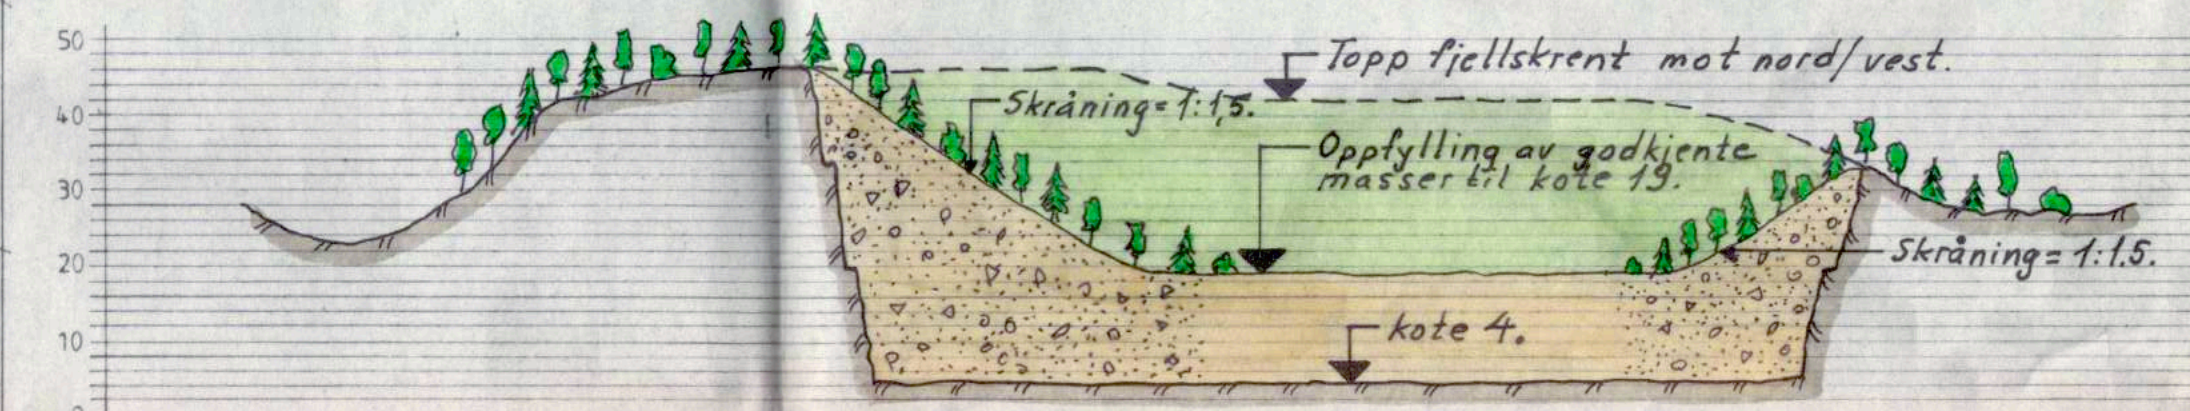 50
40
30
20
10
0
Topp fjellskrent mot nord/vest.
Skråning= 1:1,5.
Oppfylling av godkjente
masser til kote 19.
Skråning= 1:1.5.
kote 4.